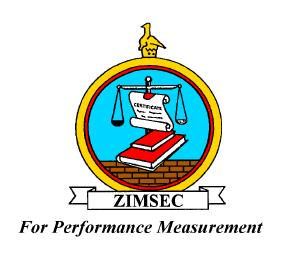 CERTIFICATE
ZIMSEC
For Performance Measurement